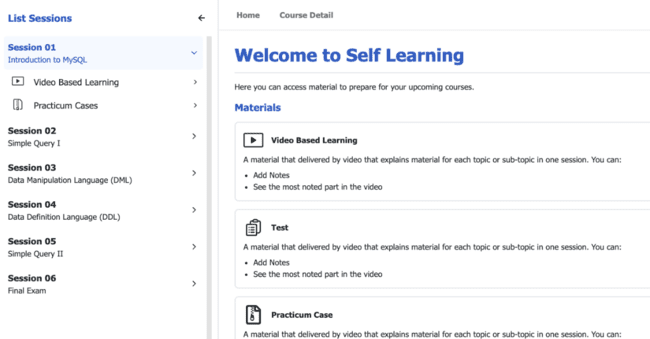 List Sessions
Session 01
Introduction to MySQL
Video Based Learning
Practicum Cases
Session 02
Simple Query I
Session 03
Data Manipulation Language (DML)
Session 04
Data Definition Language (DDL)
Session 05
Simple Query II
Session 06
Final Exam
Home Course Detail
Welcome to Self Learning
Here you can access material to prepare for your upcoming courses.
Materials
Video Based Learning
A material that delivered by video that explains material for each topic or sub-topic in one session. You can:
• Add Notes
• See the most noted part in the video
Test
A material that delivered by video that explains material for each topic or sub-topic in one session. You can:
• Add Notes
• See the most noted part in the video
Practicum Case
A material that delivered by video that explains material for each topic or sub-topic in one session. You can: